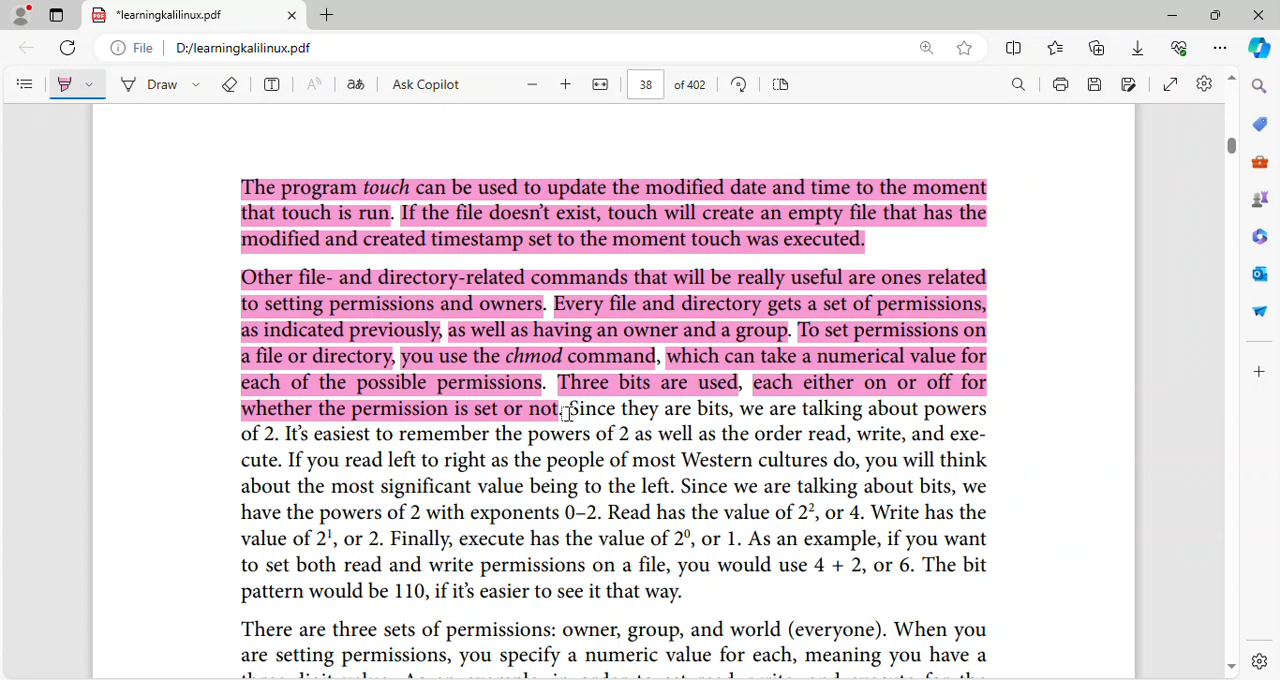 *learningkalilinux.pdf
File D:/learningkalilinux.pdf
Draw aあ Ask Copilot 38 of 402
The program touch can be used to update the modified date and time to the moment
that touch is run. If the file doesn't exist, touch will create an empty file that has the
modified and created timestamp set to the moment touch was executed.
Other file- and directory-related commands that will be really useful are ones related
to setting permissions and owners. Every file and directory gets a set of permissions,
as indicated previously, as well as having an owner and a group. To set permissions on
a file or directory, you use the chmod command, which can take a numerical value for
each of the possible permissions. Three bits are used, each either on or off for
whether the permission is set or not. Since they are bits, we are talking about powers
of 2. It's easiest to remember the powers of 2 as well as the order read, write, and exe-
cute. If you read left to right as the people of most Western cultures do, you will think
about the most significant value being to the left. Since we are talking about bits, we
have the powers of 2 with exponents 0–2. Read has the value of 2², or 4. Write has the
value of 2¹, or 2. Finally, execute has the value of 2⁰, or 1. As an example, if you want
to set both read and write permissions on a file, you would use 4 + 2, or 6. The bit
pattern would be 110, if it's easier to see it that way.
There are three sets of permissions: owner, group, and world (everyone). When you
are setting permissions, you specify a numeric value for each, meaning you have a